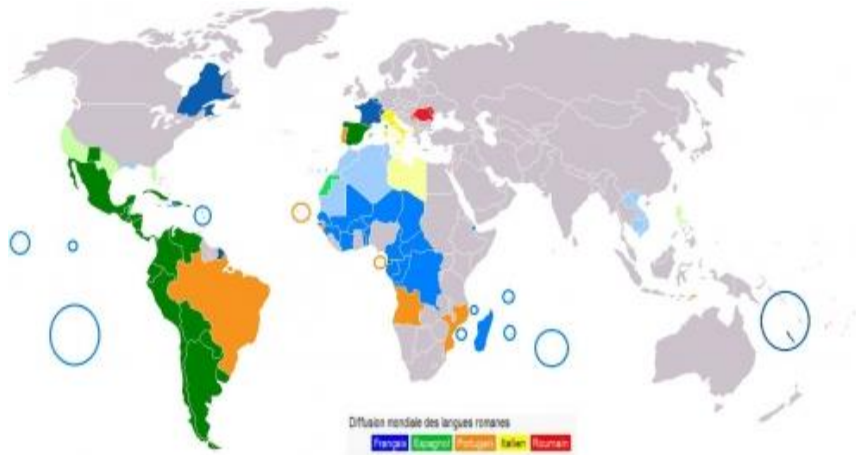 Diffusion mondiale des langues romanes
Français Espagnol Portugais Italien Roumain